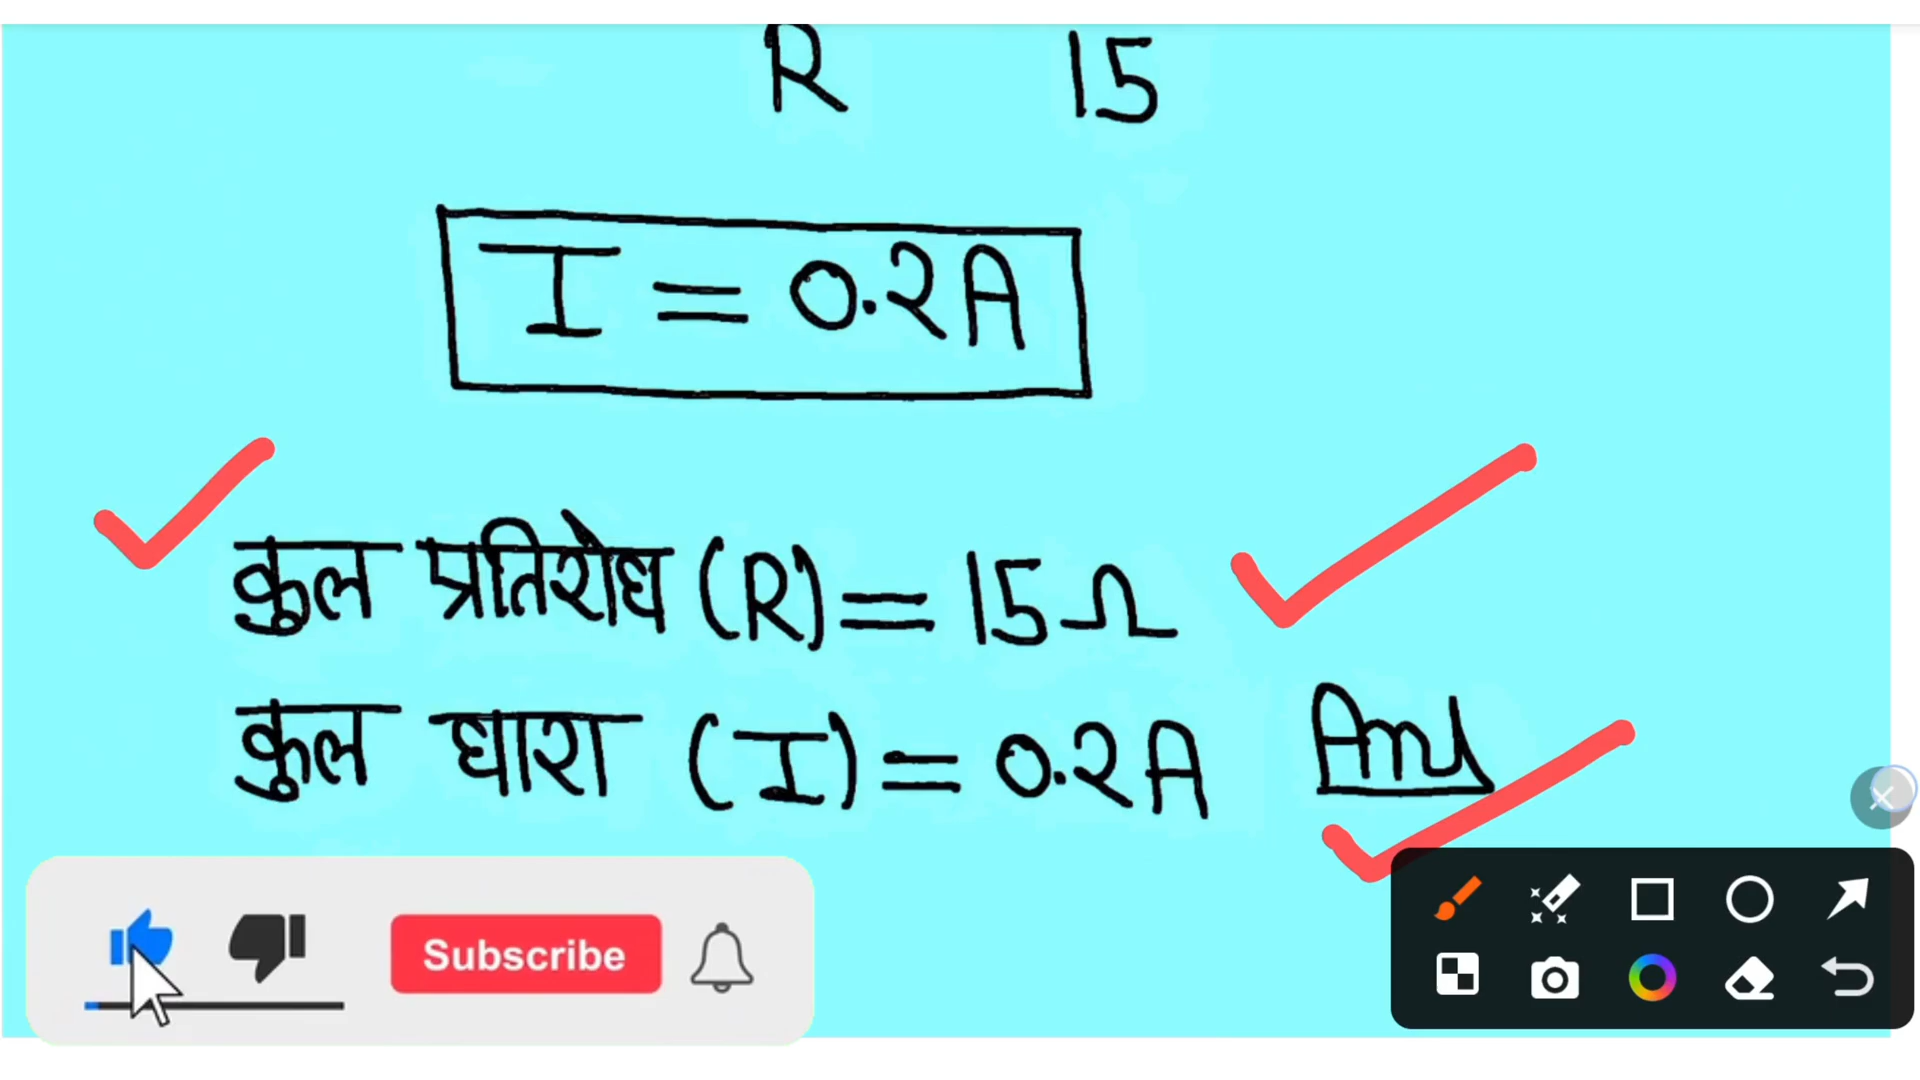 R 15
I = 0.2A
कुल प्रतिरोध (R) = 15Ω
कुल धारा (I) = 0.2A Ans
Subscribe